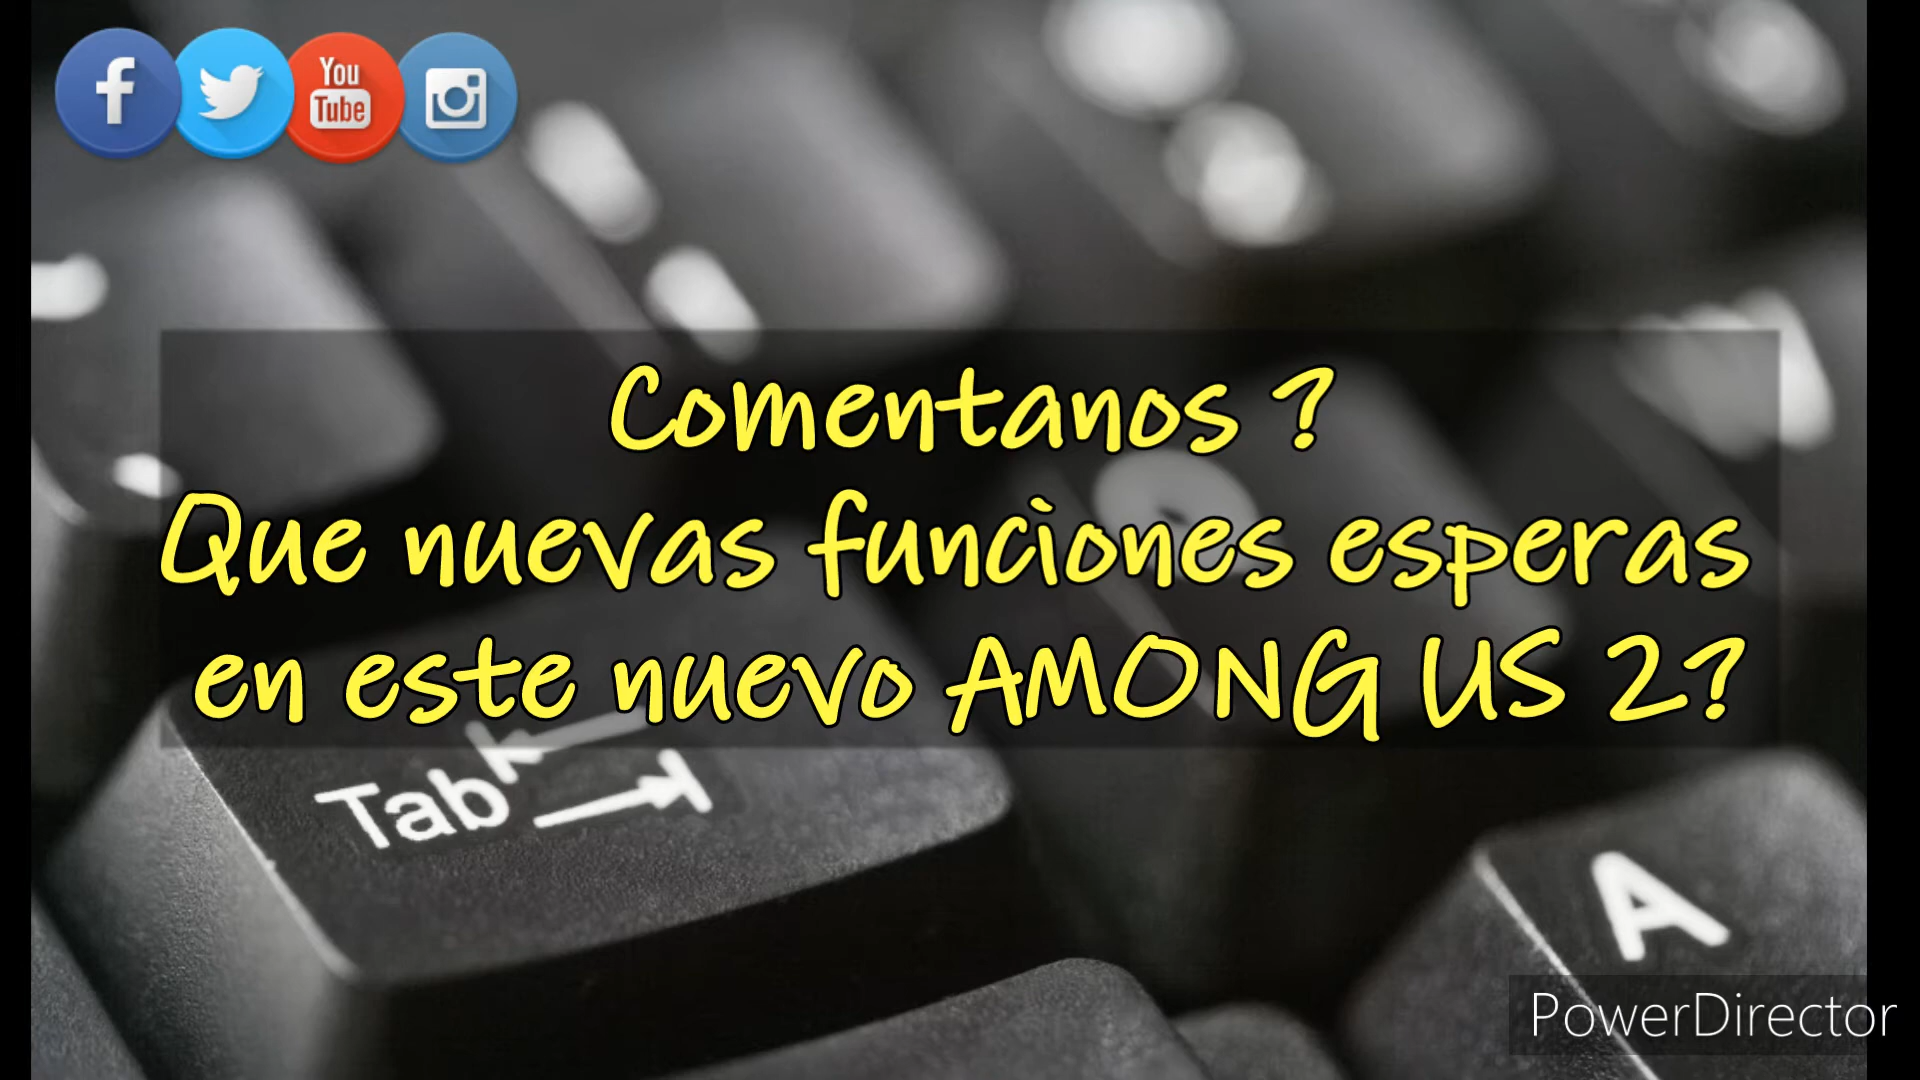 f
You
Tube
Comentanos ?
Que nuevas funciones esperas
en este nuevo AMONG US 2?
Tab
A
PowerDirector